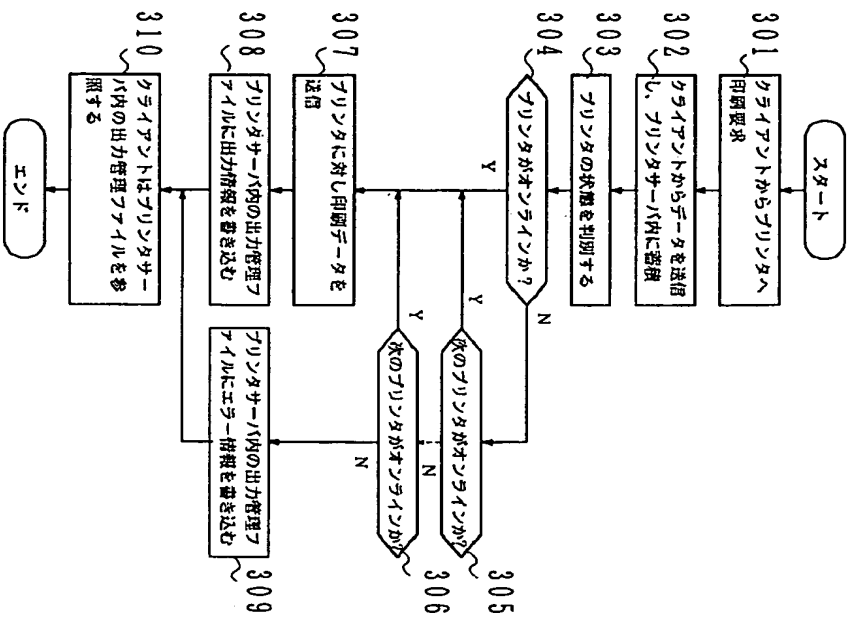 スタート
301
クライアントからプリンタへ
印刷要求
302
クライアントからデータを送信
し、プリンタサーバ内に蓄積
303
プリンタの状態を判別する
304
プリンタがオンラインか?
Y
N
305
次のプリンタがオンラインか?
Y
N
306
次のプリンタがオンラインか?
Y
N
307
プリンタに対し印刷データを
送信
308
プリンタサーバ内の出力管理フ
ァイルに出力情報を書き込む
309
プリンタサーバ内の出力管理フ
ァイルにエラー情報を書き込む
310
クライアントはプリンタサー
バ内の出力管理ファイルを参
照する
エンド